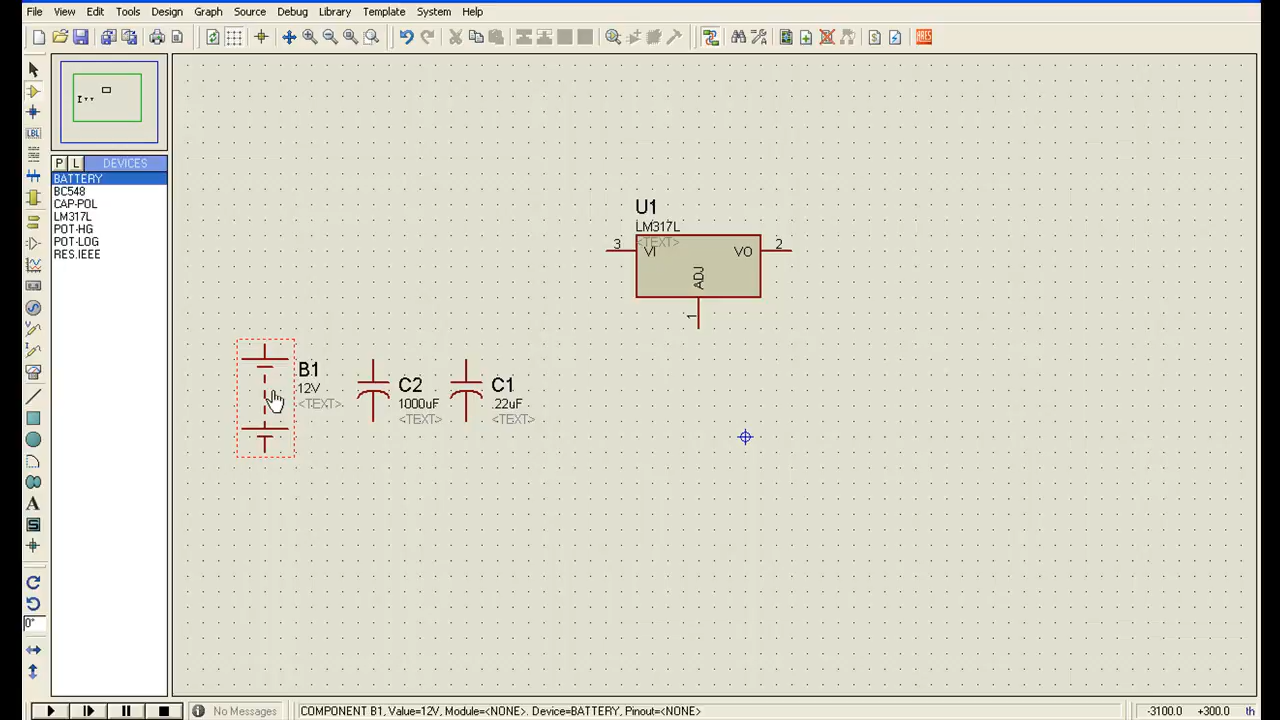 File View Edit Tools Design Graph Source Debug Library Template System Help
LBL
ARES
P L DEVICES
BATTERY
BC548
CAP-POL
LM317L
POT-HG
POT-LOG
RES.IEEE
U1
LM317L
<TEXT>
3 VI VO 2
ADJ
1
B1
12V
<TEXT>
C2
1000uF
<TEXT>
C1
.22uF
<TEXT>
A
S
0°
No Messages COMPONENT B1, Value=12V, Module=<NONE>. Device=BATTERY, Pinout=<NONE> -3100.0 +300.0 th